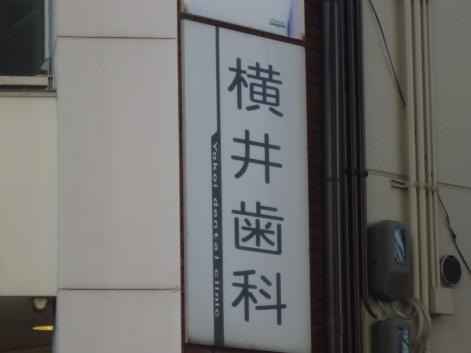 横井歯科
Yokoi dental clinic